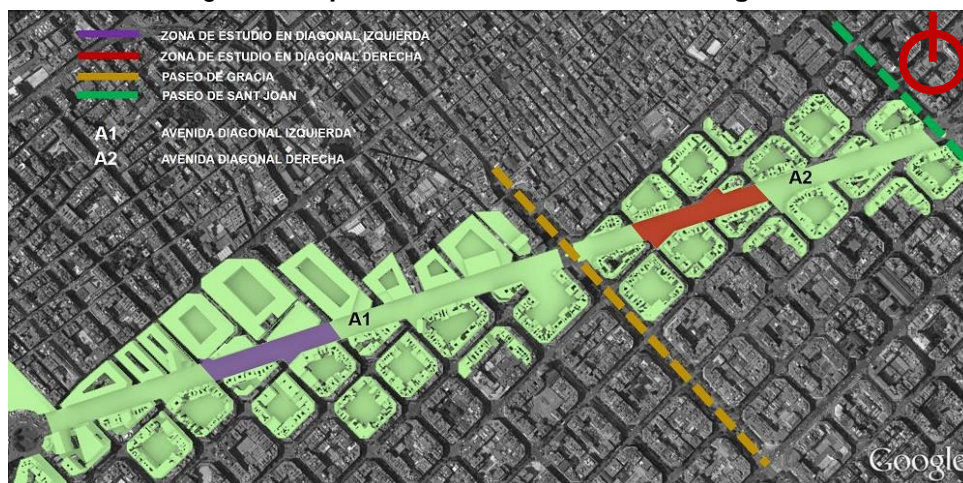 ZONA DE ESTUDIO EN DIAGONAL IZQUIERDA
ZONA DE ESTUDIO EN DIAGONAL DERECHA
PASEO DE GRACIA
PASEO DE SANT JOAN
A1 AVENIDA DIAGONAL IZQUIERDA
A2 AVENIDA DIAGONAL DERECHA
A2
A1
Google